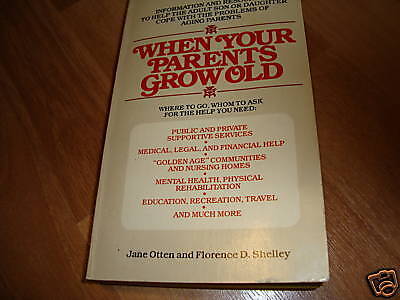 INFORMATION AND
TO HELP THE ADULT SON OR DAUGHTER
COPE WITH THE PROBLEMS OF
AGING PARENTS
WHEN YOUR
PARENTS
GROW OLD
WHERE TO GO, WHOM TO ASK
FOR THE HELP YOU NEED:
PUBLIC AND PRIVATE
SUPPORTIVE SERVICES
•
MEDICAL, LEGAL, AND FINANCIAL HELP
•
"GOLDEN AGE" COMMUNITIES
AND NURSING HOMES
•
MENTAL HEALTH, PHYSICAL
REHABILITATION
•
EDUCATION, RECREATION, TRAVEL
•
AND MUCH MORE
Jane Otten and Florence D. Shelley